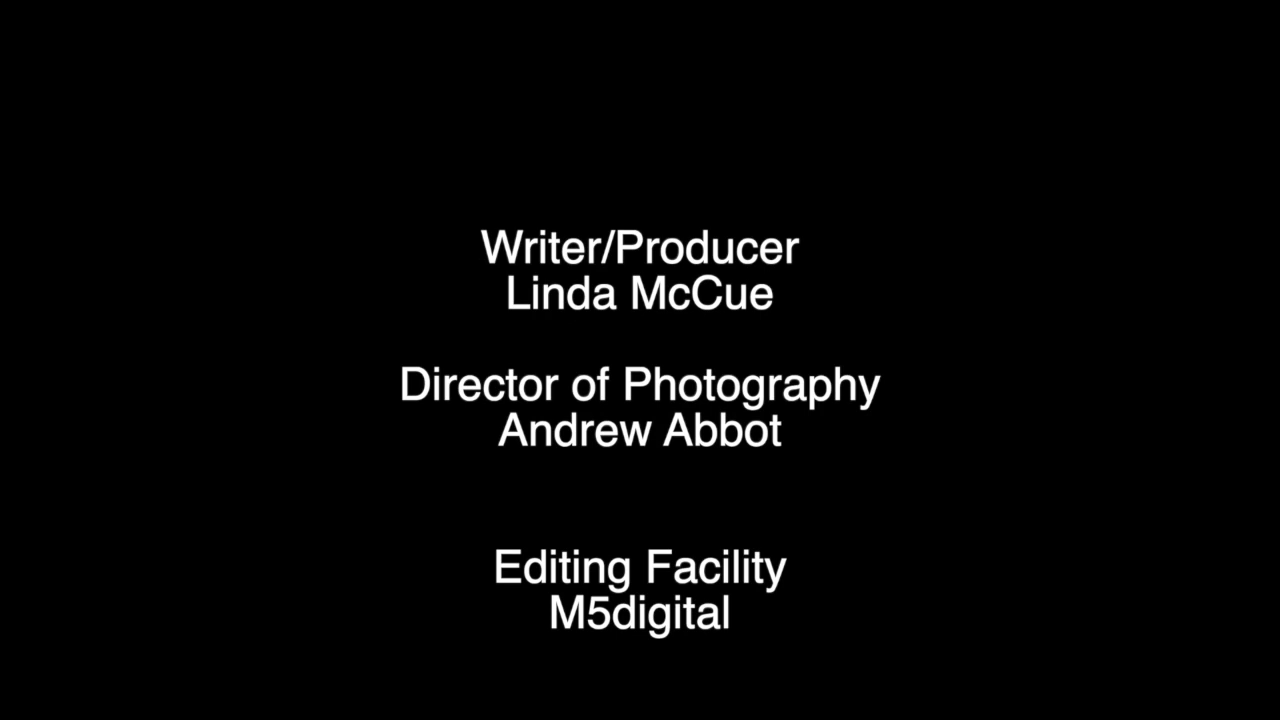 Writer/Producer
Linda McCue
Director of Photography
Andrew Abbot
Editing Facility
M5digital